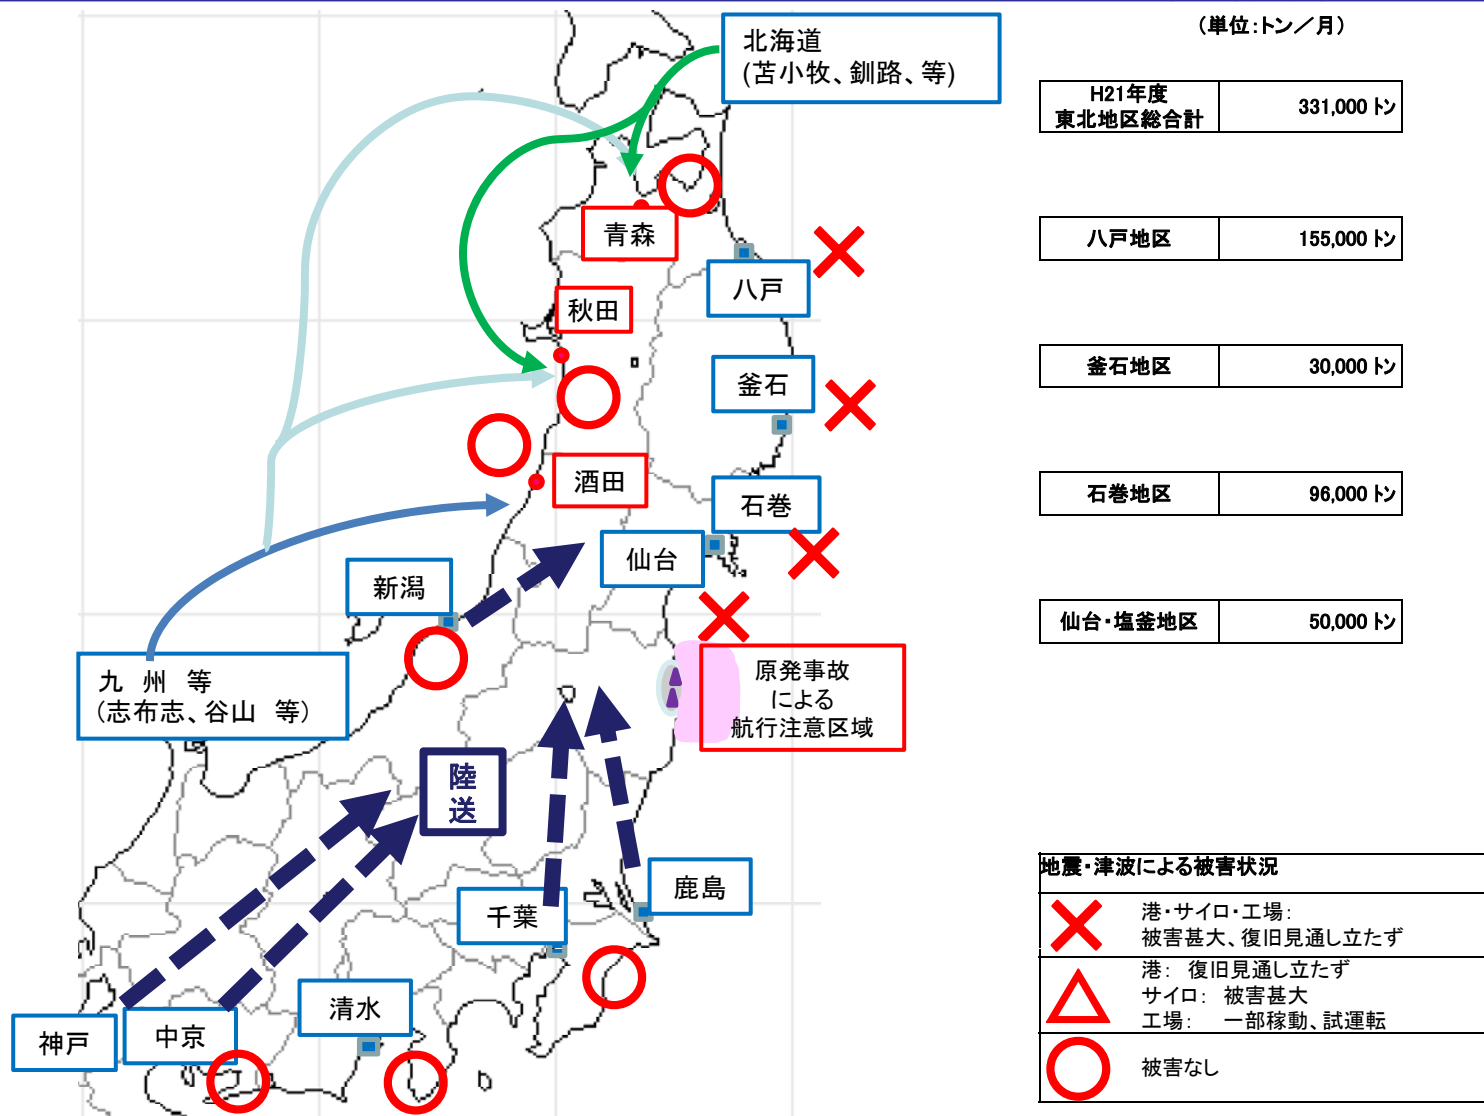 (単位:トン/月)
北海道
(苫小牧、釧路、等)
H21年度
東北地区総合計
331,000 トン
青森
八戸地区
155,000 トン
八戸
秋田
釜石
釜石地区
30,000 トン
酒田
石巻
石巻地区
96,000 トン
仙台
新潟
仙台・塩釜地区
50,000 トン
九 州 等
(志布志、谷山 等)
原発事故
による
航行注意区域
陸
送
鹿島
千葉
清水
神戸
中京
地震・津波による被害状況
港・サイロ・工場:
被害甚大、復旧見通し立たず
港: 復旧見通し立たず
サイロ: 被害甚大
工場: 一部稼動、試運転
被害なし